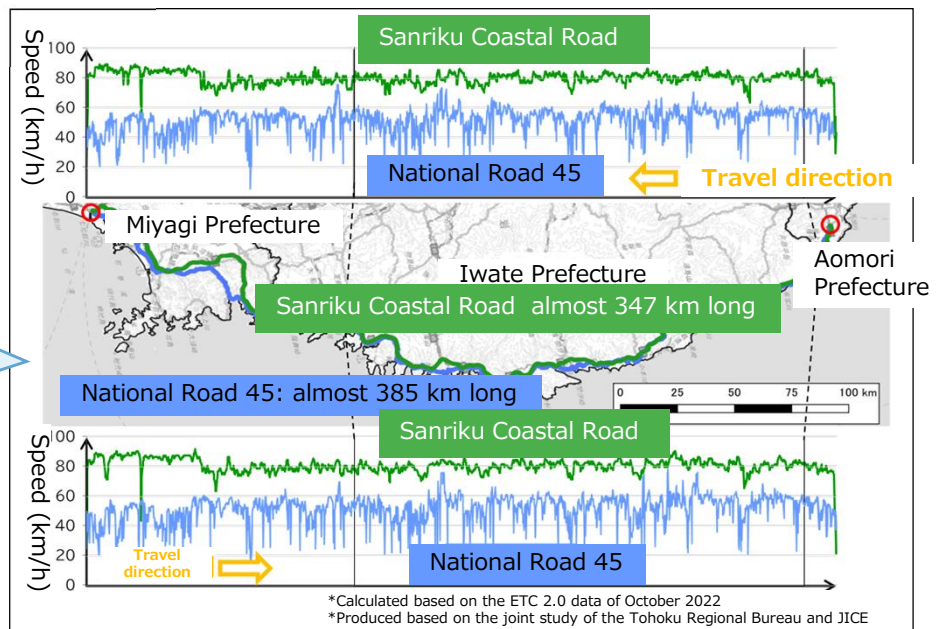 Speed (km/h)
100
80
60
40
20
0
Sanriku Coastal Road
National Road 45
Travel direction
Miyagi Prefecture
Iwate Prefecture
Aomori
Prefecture
Sanriku Coastal Road almost 347 km long
National Road 45: almost 385 km long
0 25 50 75 100 km
Speed (km/h)
100
80
60
40
20
0
Sanriku Coastal Road
Travel
direction
National Road 45
*Calculated based on the ETC 2.0 data of October 2022
*Produced based on the joint study of the Tohoku Regional Bureau and JICE